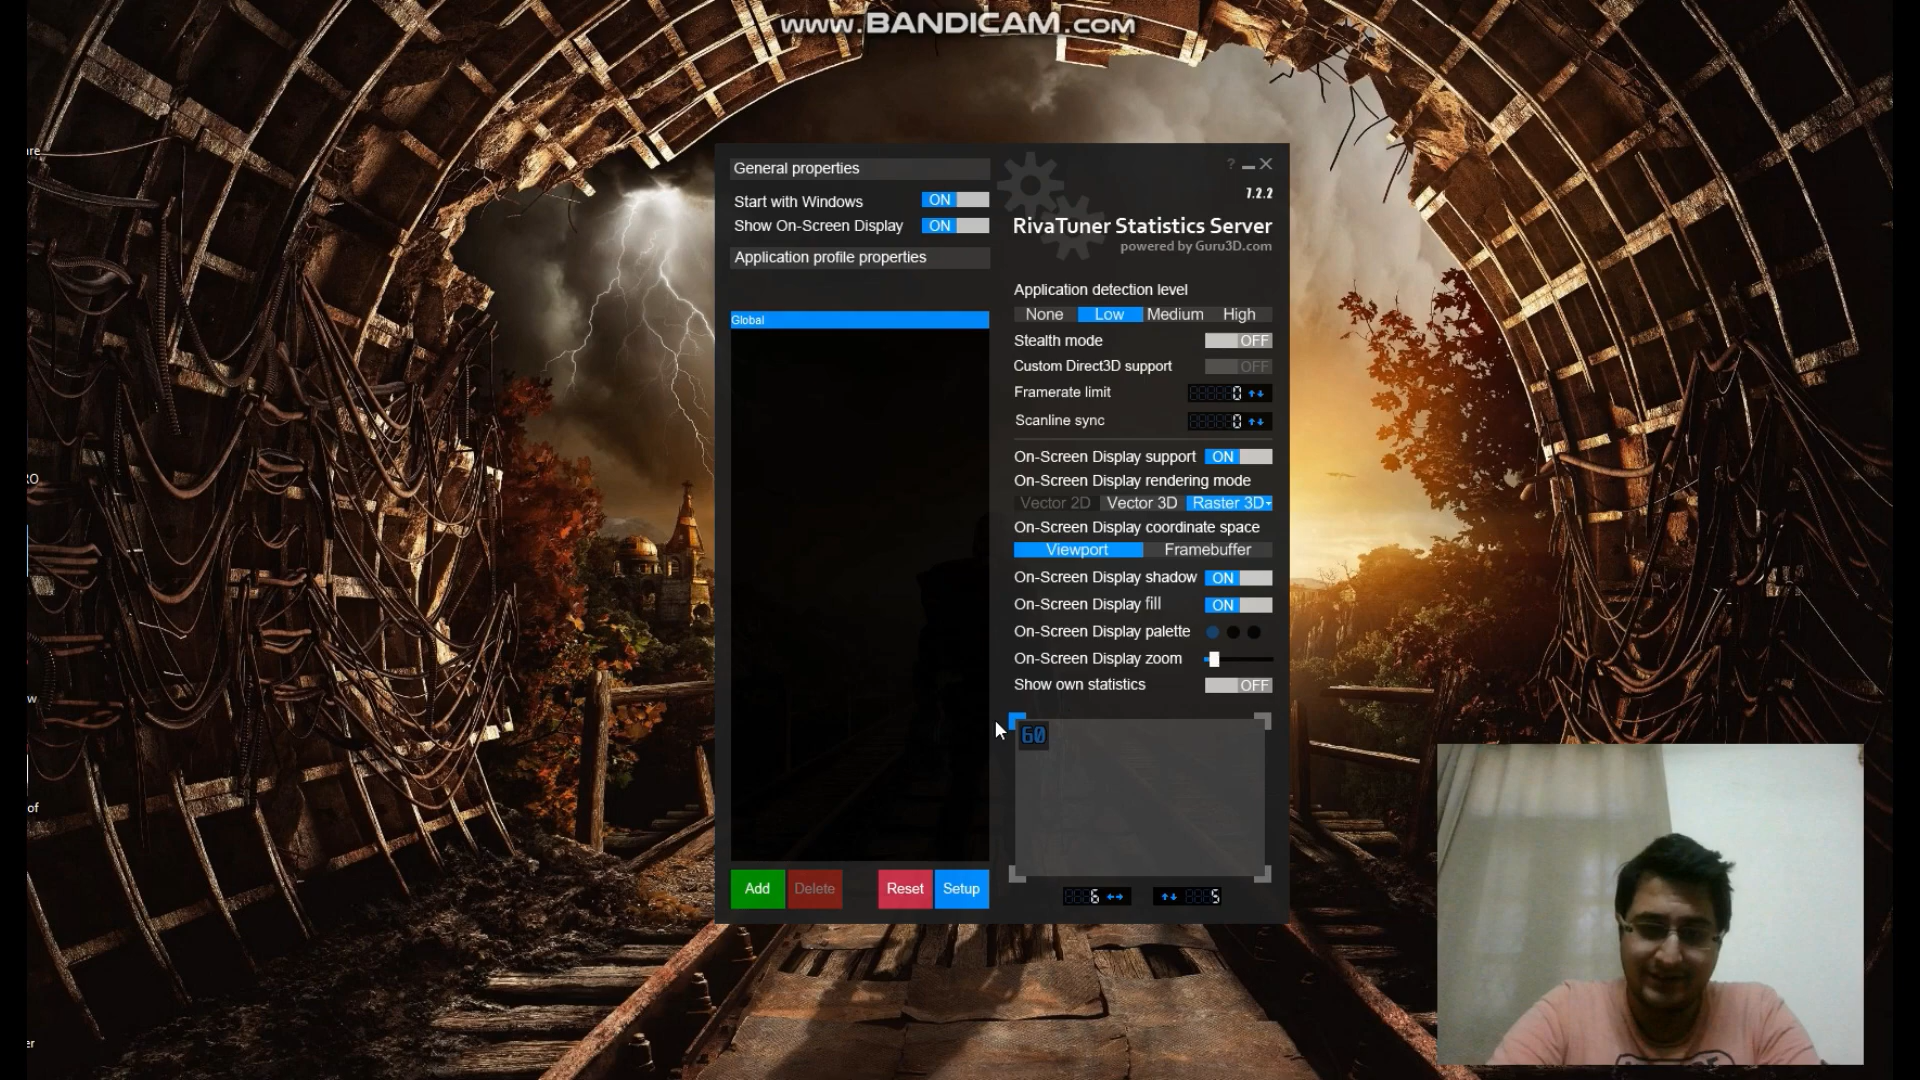 www.BANDICAM.com
General properties
Start with Windows ON
Show On-Screen Display ON
Application profile properties
Global
Add Delete Reset Setup
?
7.2.2
RivaTuner Statistics Server
powered by Guru3D.com
Application detection level
None Low Medium High
Stealth mode OFF
Custom Direct3D support OFF
Framerate limit 0
Scanline sync 0
On-Screen Display support ON
On-Screen Display rendering mode
Vector 2D Vector 3D Raster 3D
On-Screen Display coordinate space
Viewport Framebuffer
On-Screen Display shadow ON
On-Screen Display fill ON
On-Screen Display palette
On-Screen Display zoom
Show own statistics OFF
60
6 5
re
RO
w
of
er